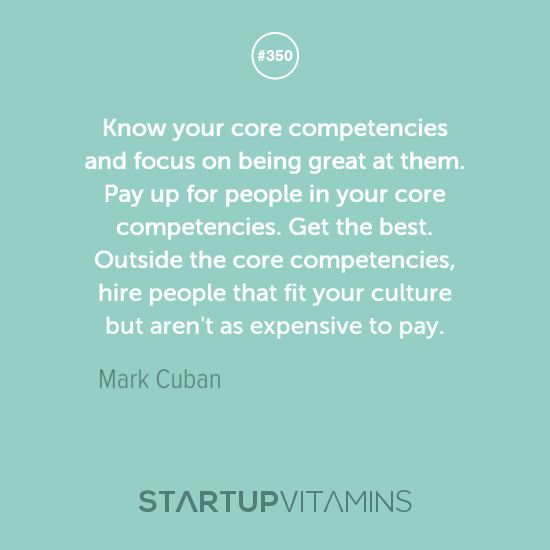 #350
Know your core competencies
and focus on being great at them.
Pay up for people in your core
competencies. Get the best.
Outside the core competencies,
hire people that fit your culture
but aren't as expensive to pay.
Mark Cuban
STARTUPVITAMINS